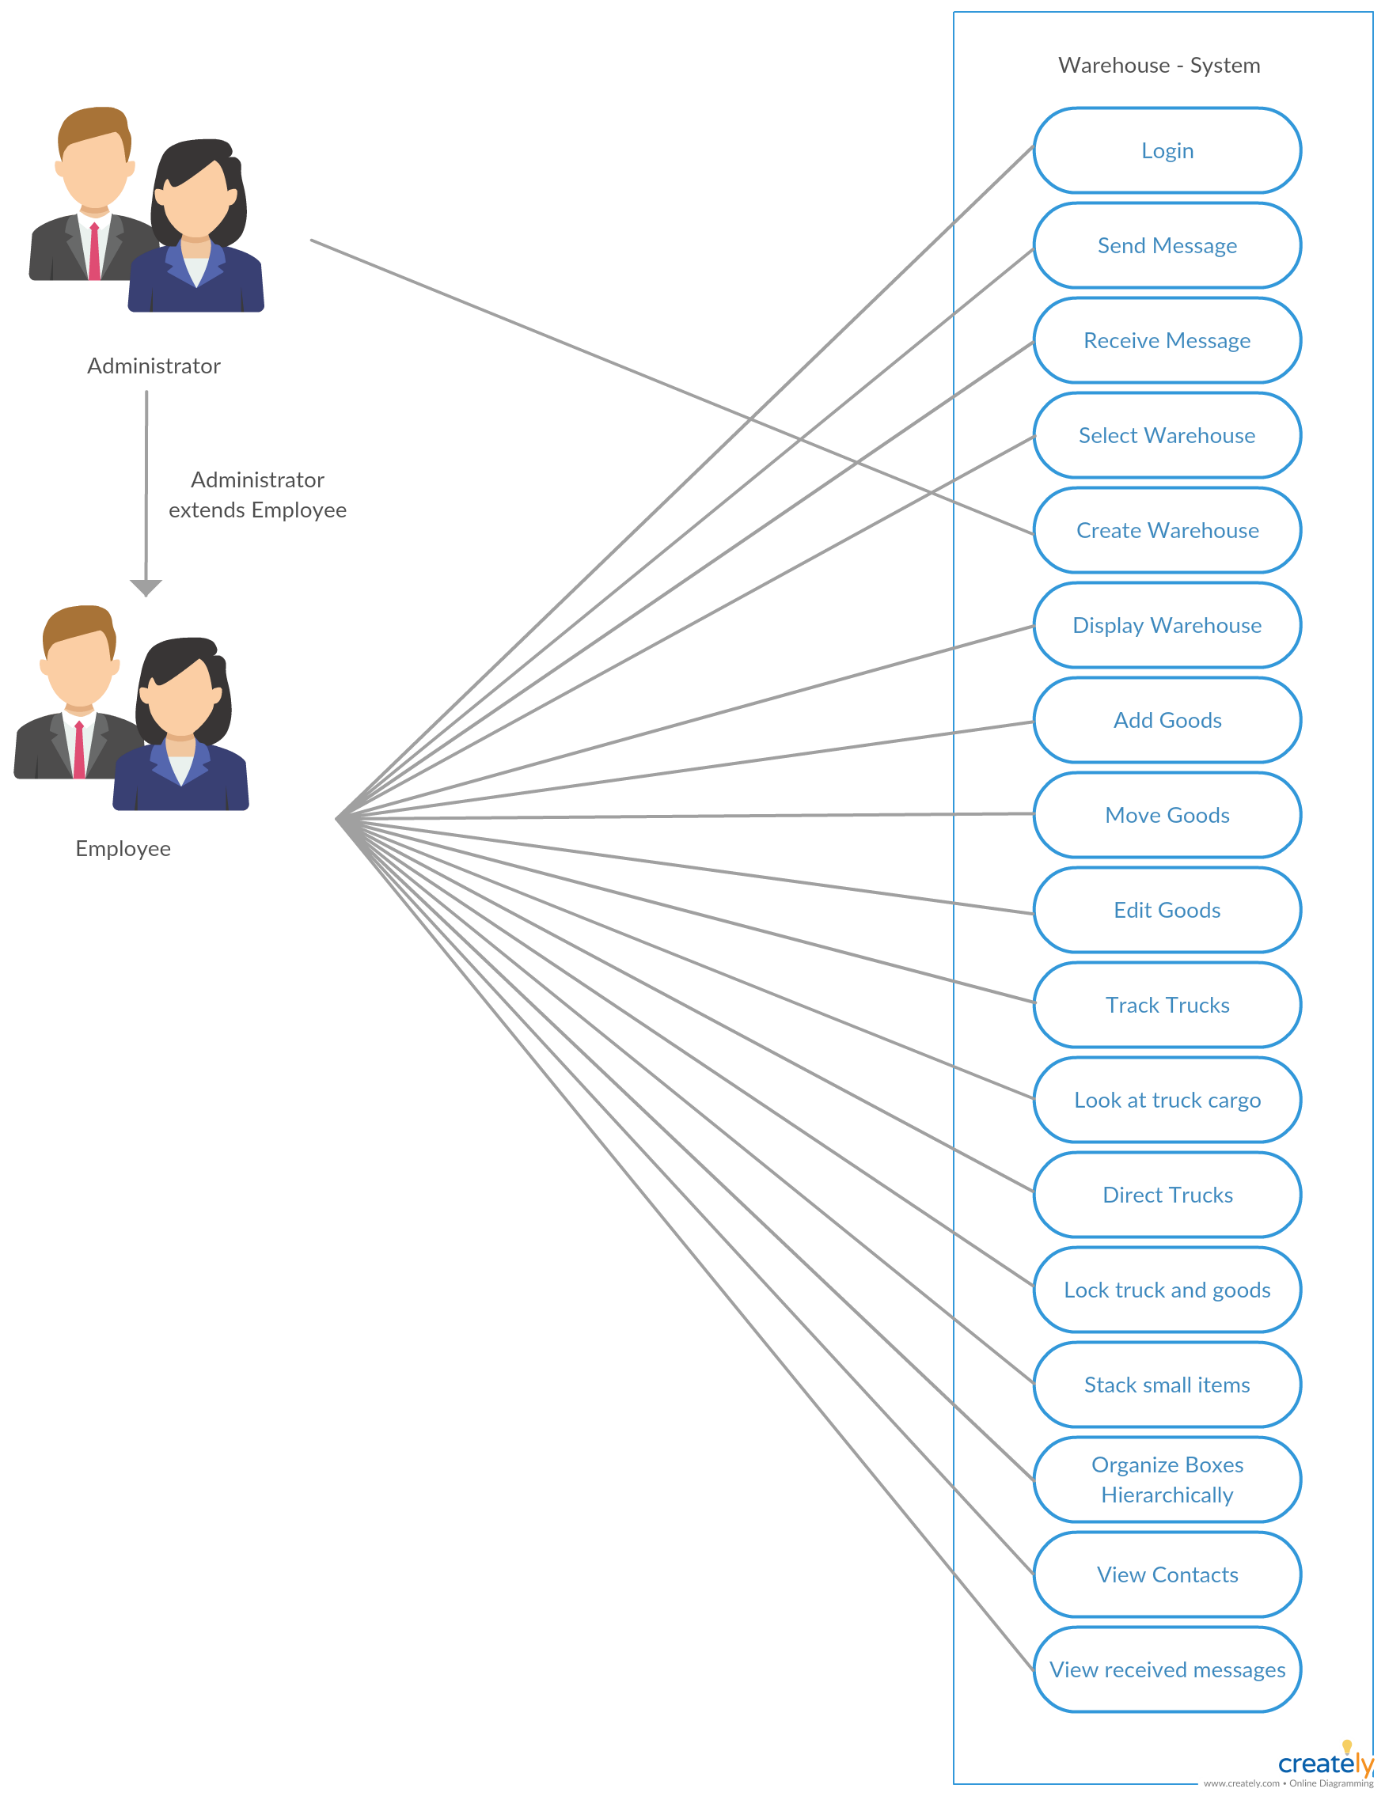 Warehouse - System
Login
Send Message
Receive Message
Administrator
Select Warehouse
Administrator
extends Employee
Create Warehouse
Display Warehouse
Add Goods
Move Goods
Employee
Edit Goods
Track Trucks
Look at truck cargo
Direct Trucks
Lock truck and goods
Stack small items
Organize Boxes
Hierarchically
View Contacts
View received messages
creately
www.creately.com • Online Diagramming